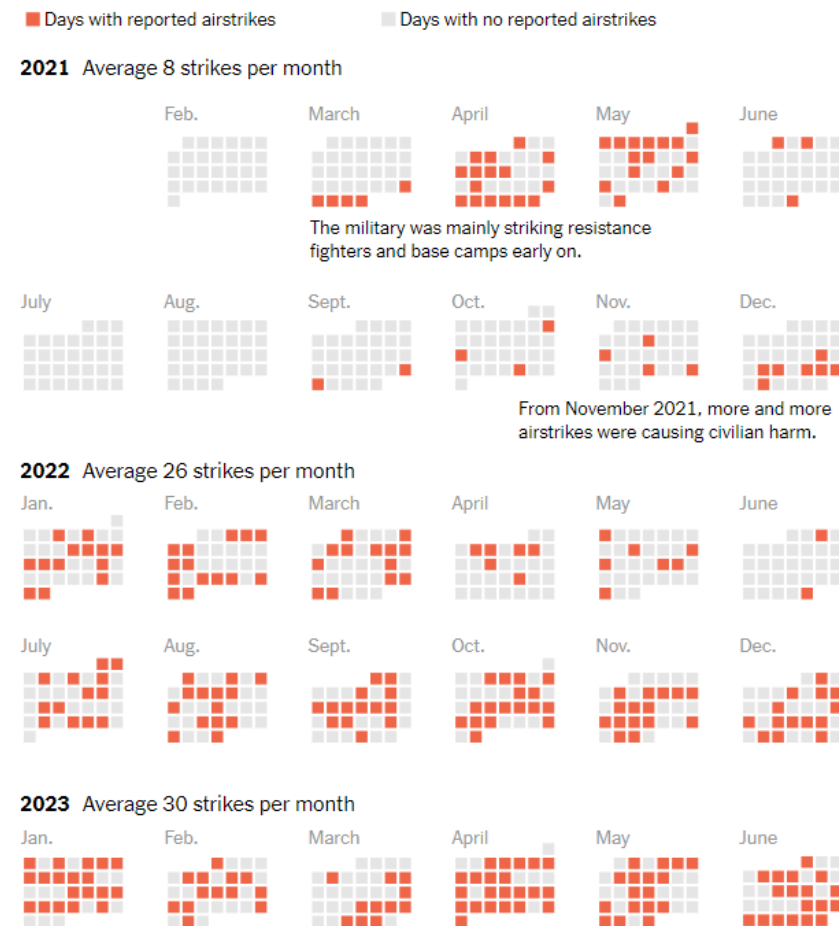 Days with reported airstrikes Days with no reported airstrikes
2021 Average 8 strikes per month
Feb. March April May June
The military was mainly striking resistance
fighters and base camps early on.
July Aug. Sept. Oct. Nov. Dec.
From November 2021, more and more
airstrikes were causing civilian harm.
2022 Average 26 strikes per month
Jan. Feb. March April May June
July Aug. Sept. Oct. Nov. Dec.
2023 Average 30 strikes per month
Jan. Feb. March April May June